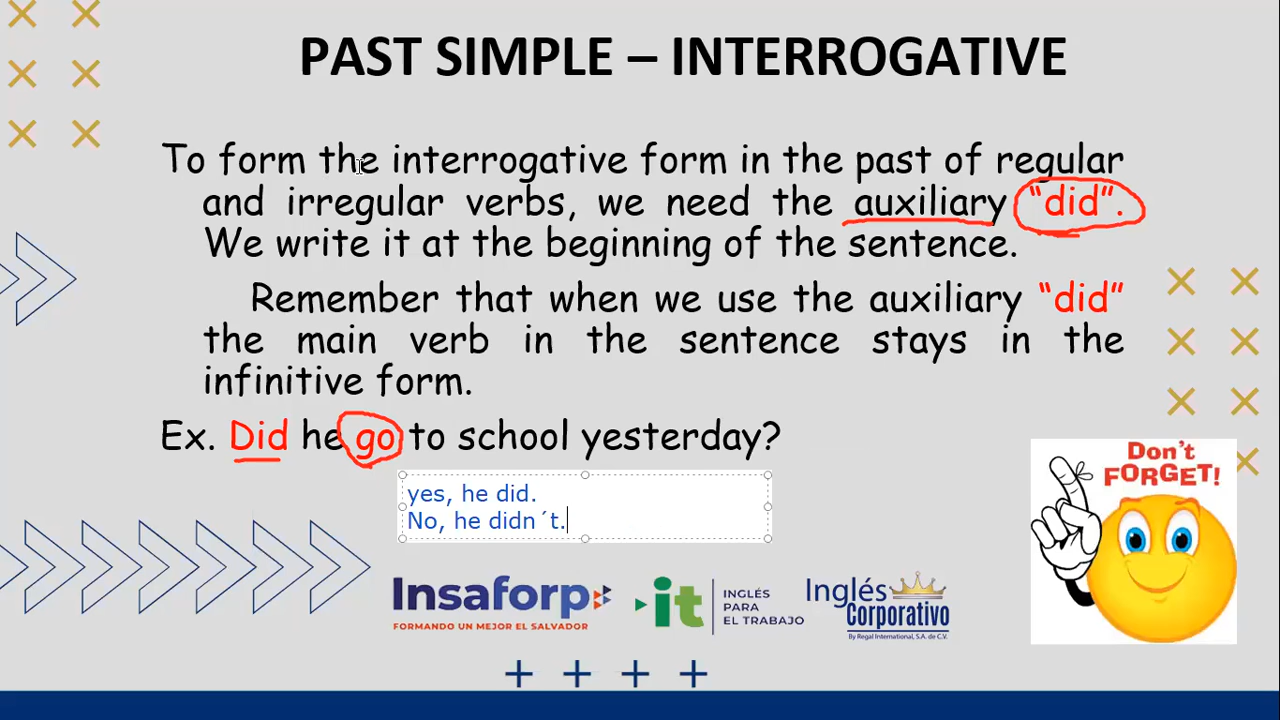 PAST SIMPLE – INTERROGATIVE
To form the interrogative form in the past of regular
and irregular verbs, we need the auxiliary “did”.
We write it at the beginning of the sentence.
Remember that when we use the auxiliary “did”
the main verb in the sentence stays in the
infinitive form.
Ex. Did he go to school yesterday?
yes, he did.
No, he didn´t.
Don't
FORGET!
Insaforp
FORMANDO UN MEJOR EL SALVADOR
it
INGLÉS
PARA
EL TRABAJO
Inglés
Corporativo
By Regal International, S.A. de C.V.